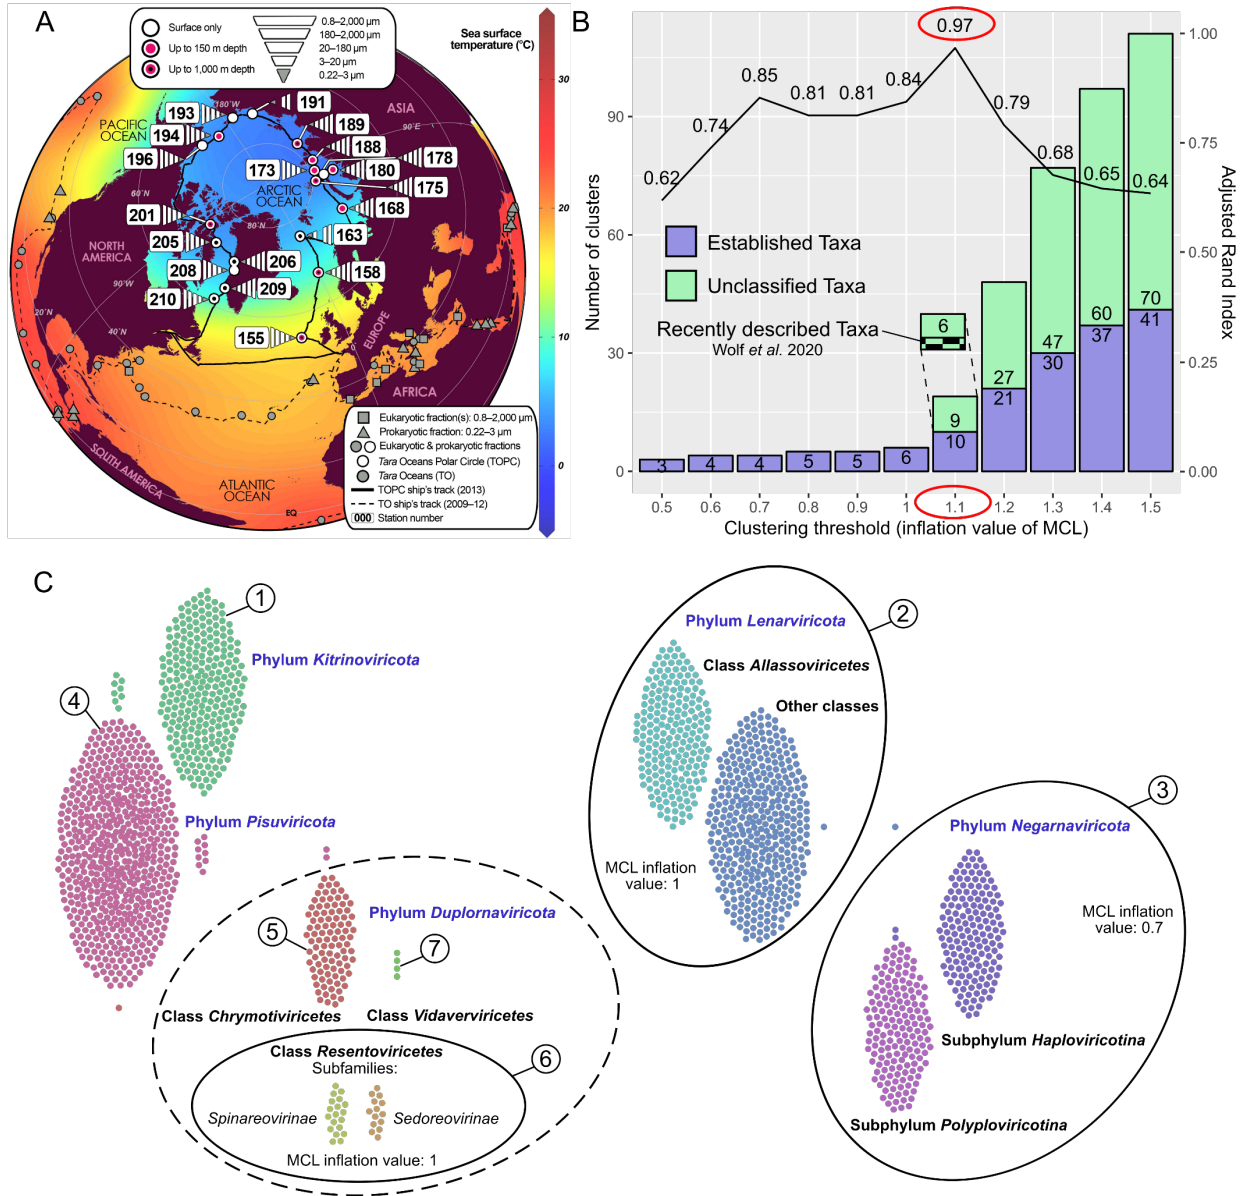 A
Surface only
Up to 150 m depth
Up to 1,000 m depth
0.8–2,000 µm
180–2,000 µm
20–180 µm
3–20 µm
0.22–3 µm
Sea surface
temperature (°C)
30
20
10
0
180°W
90°E
60°N
80°N
90°W
40°N
20°N
0°
EQ
PACIFIC
OCEAN
ASIA
ARCTIC
OCEAN
NORTH
AMERICA
EUROPE
AFRICA
SOUTH AMERICA
ATLANTIC
OCEAN
191
193
189
194
188
178
196
173
180
175
201
168
205
163
206
208
158
209
210
155
Eukaryotic fraction(s): 0.8–2,000 µm
Prokaryotic fraction: 0.22–3 µm
Eukaryotic & prokaryotic fractions
Tara Oceans Polar Circle (TOPC)
Tara Oceans (TO)
TOPC ship's track (2013)
TO ship's track (2009–12)
000 Station number
B
Number of clusters
90
60
30
0
0.62
0.74
0.85
0.81
0.81
0.84
0.97
0.79
0.68
0.65
0.64
Established Taxa
Unclassified Taxa
Recently described Taxa
Wolf et al. 2020
6
3
4
4
5
5
6
9
10
27
21
47
30
60
37
70
41
1.00
0.75
0.50
0.25
0.00
Adjusted Rand Index
0.5 0.6 0.7 0.8 0.9 1 1.1 1.2 1.3 1.4 1.5
Clustering threshold (inflation value of MCL)
C
1
Phylum Kitrinoviricota
4
Phylum Pisuviricota
2
Phylum Lenarviricota
Class Allassoviricetes
Other classes
MCL inflation
value: 1
3
Phylum Negarnaviricota
MCL inflation
value: 0.7
Subphylum Haploviricotina
Subphylum Polyploviricotina
Phylum Duplornaviricota
5
7
Class Chrymotiviricetes
Class Vidaverviricetes
6
Class Resentoviricetes
Subfamilies:
Spinareovirinae
Sedoreovirinae
MCL inflation value: 1